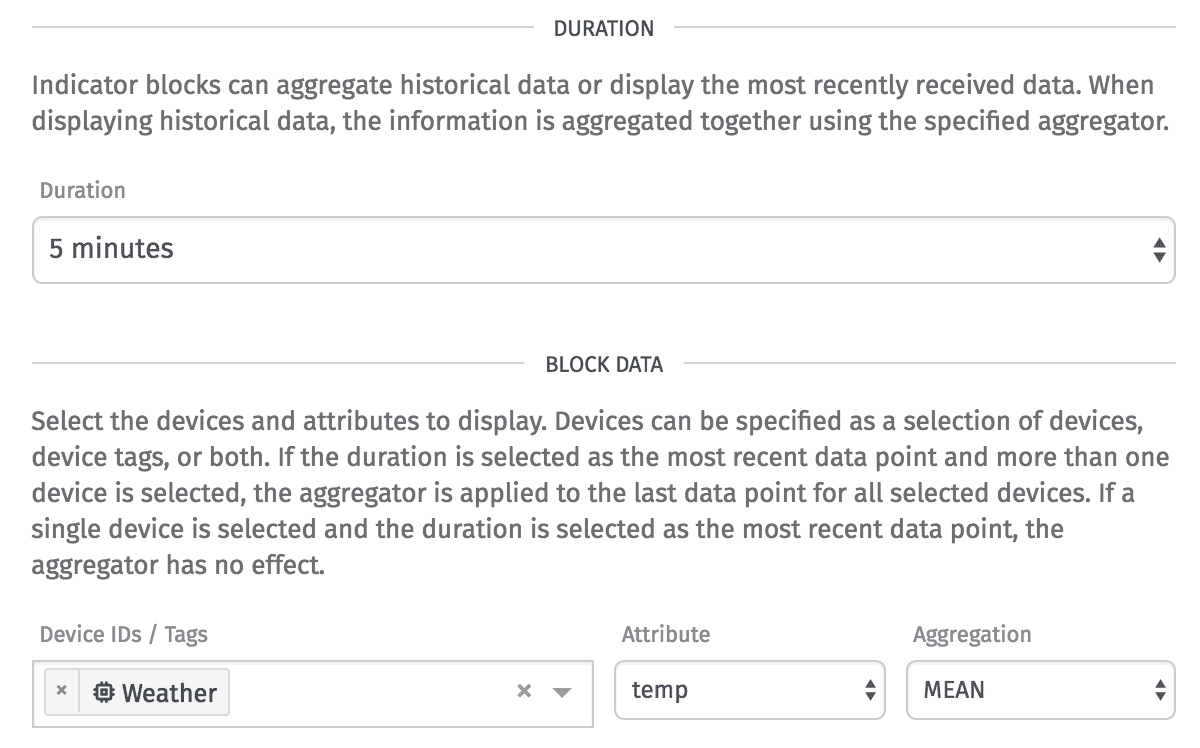 DURATION
Indicator blocks can aggregate historical data or display the most recently received data. When
displaying historical data, the information is aggregated together using the specified aggregator.
Duration
5 minutes
BLOCK DATA
Select the devices and attributes to display. Devices can be specified as a selection of devices,
device tags, or both. If the duration is selected as the most recent data point and more than one
device is selected, the aggregator is applied to the last data point for all selected devices. If a
single device is selected and the duration is selected as the most recent data point, the
aggregator has no effect.
Device IDs / Tags Attribute Aggregation
× Weather × temp MEAN